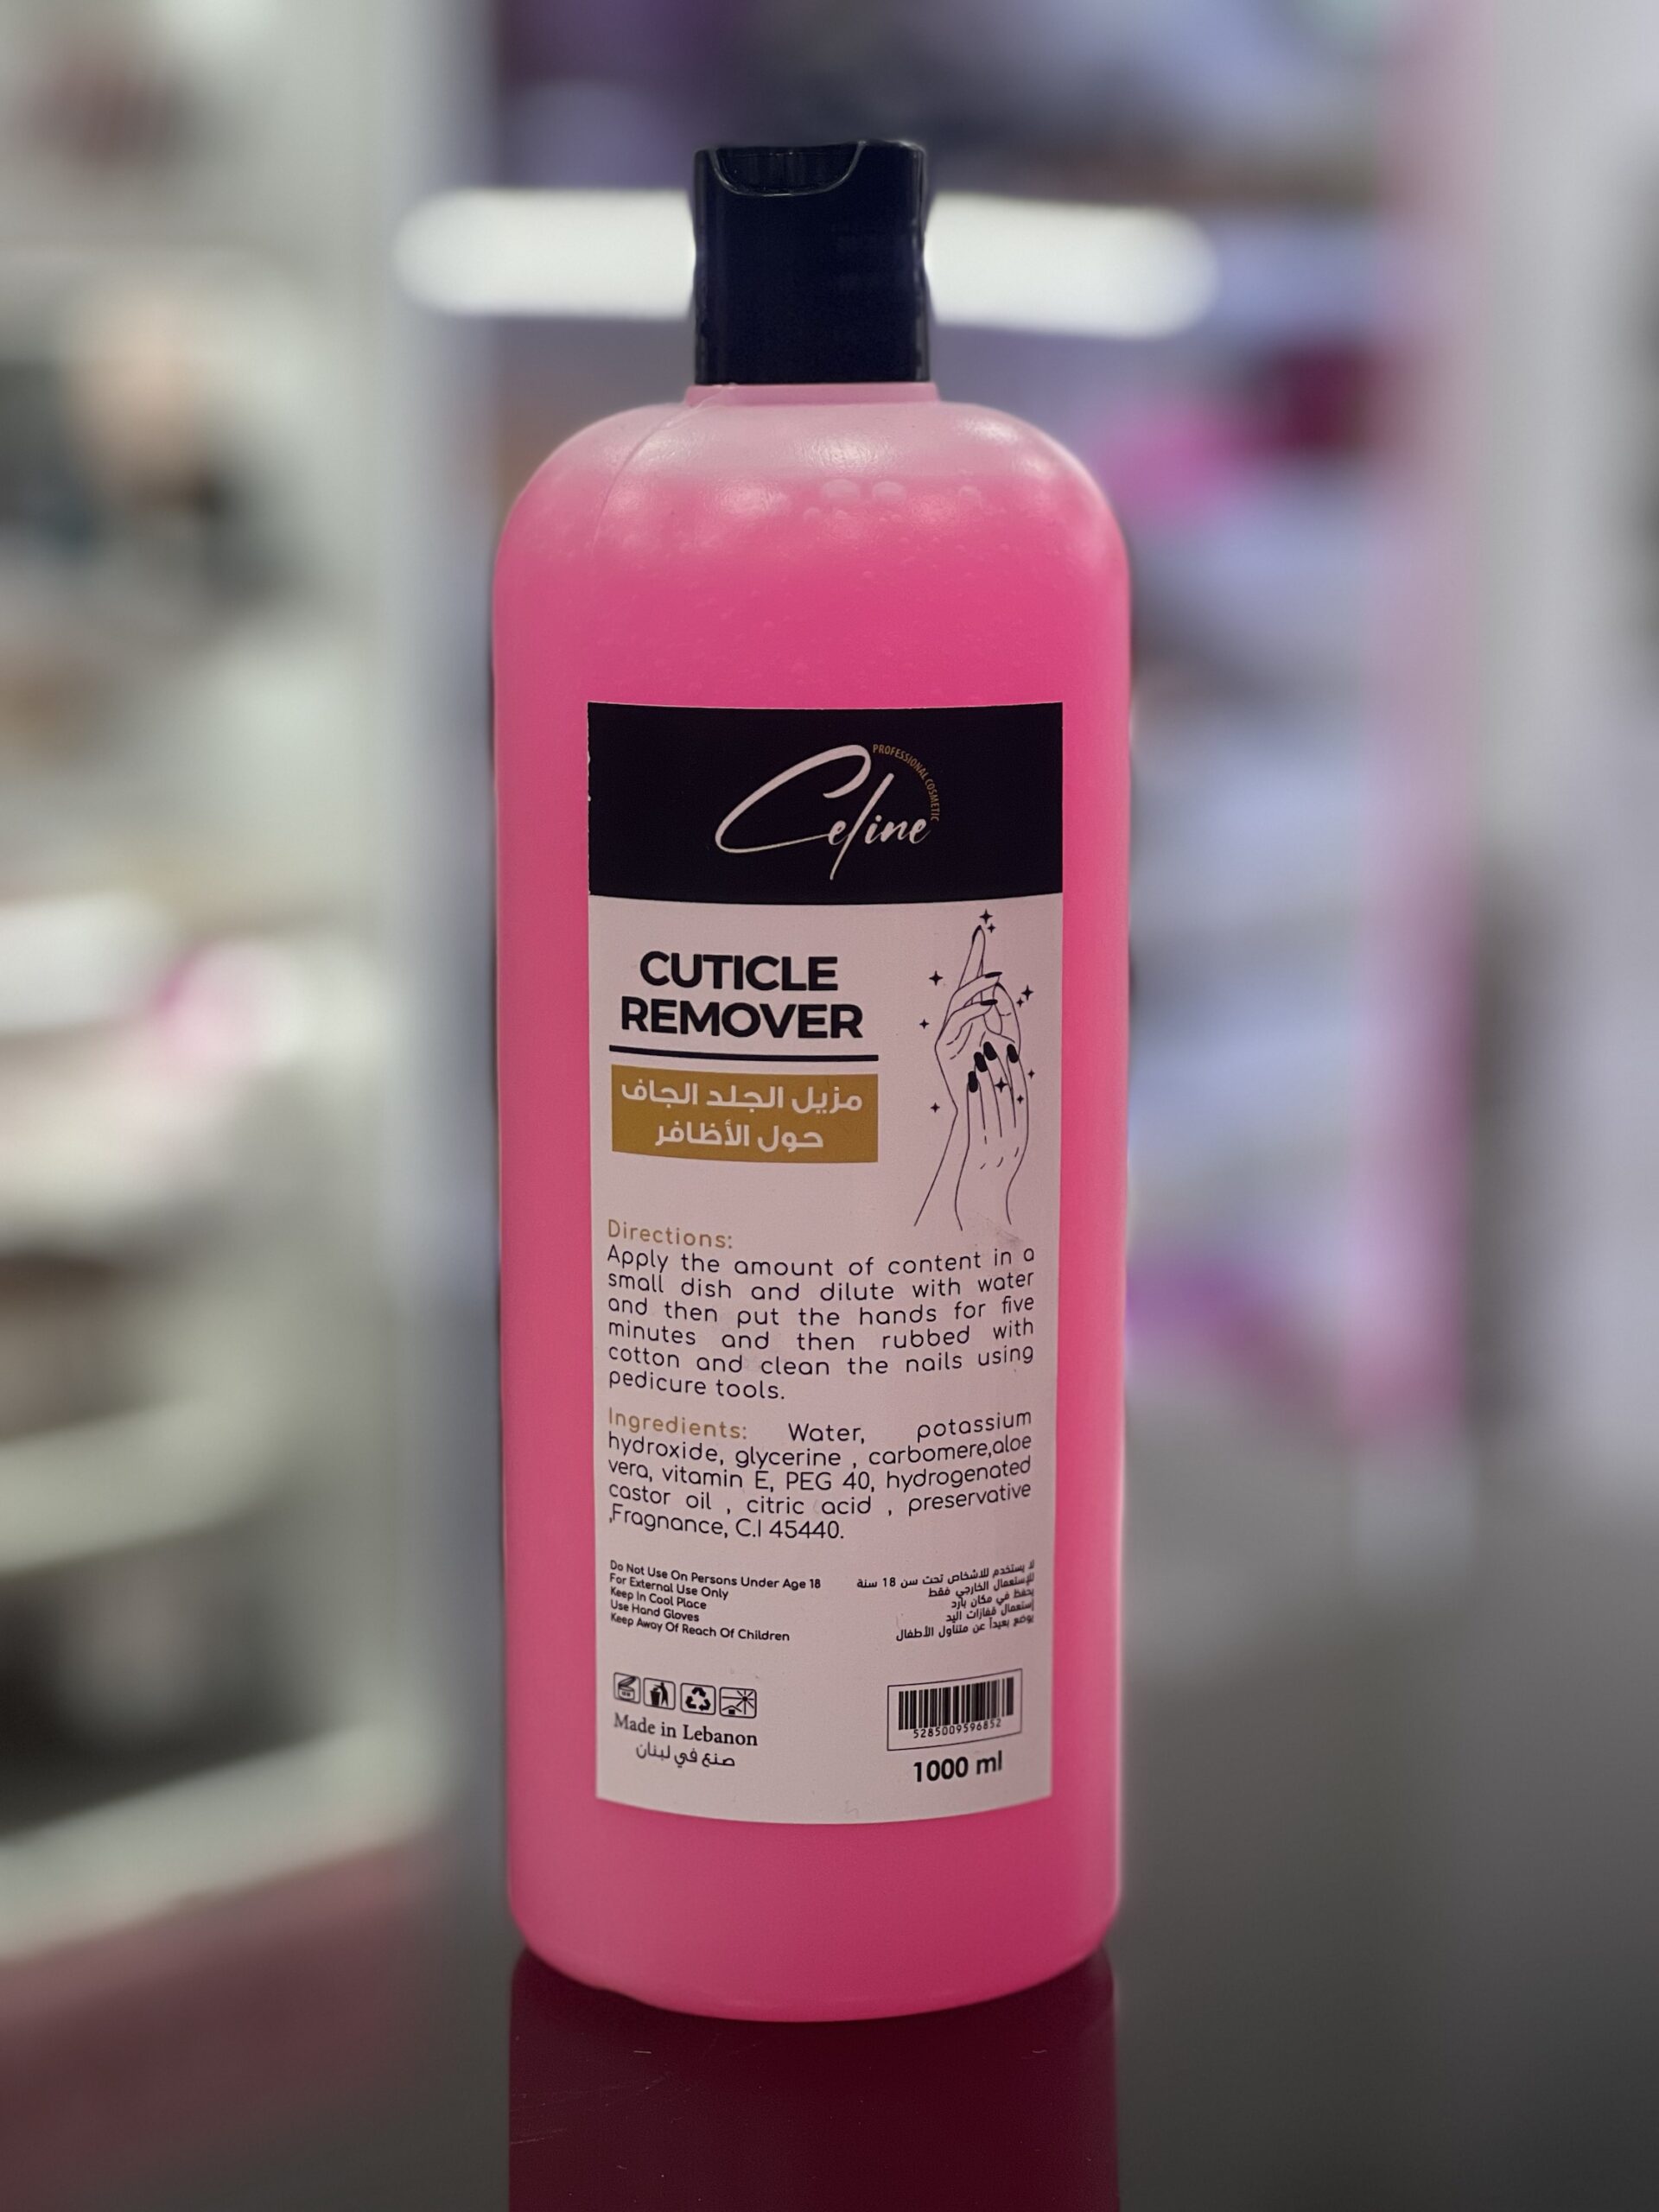 Celine
PROFESSIONAL COSMETIC
CUTICLE
REMOVER
مزيل الجلد الجاف
حول الأظافر
Directions:
Apply the amount of content in a
small dish and dilute with water
and then put the hands for five
minutes and then rubbed with
cotton and clean the nails using
pedicure tools.
Ingredients: Water, potassium
hydroxide, glycerine , carbomere,aloe
vera, vitamin E, PEG 40, hydrogenated
castor oil , citric acid , preservative
,Fragnance, C.I 45440.
Do Not Use On Persons Under Age 18
For External Use Only
Keep In Cool Place
Use Hand Gloves
Keep Away Of Reach Of Children
لا يستخدم للاشخاص تحت سن 18 سنة
للإستعمال الخارجي فقط
يحفظ في مكان بارد
إستعمال قفازات اليد
يوضع بعيداً عن متناول الأطفال
Made in Lebanon
صنع في لبنان
5285009596852
1000 ml